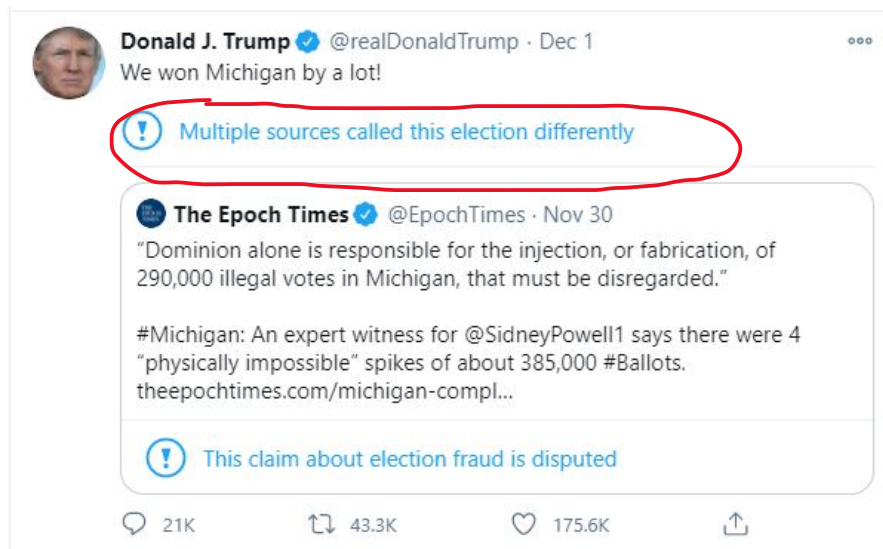 Donald J. Trump @realDonaldTrump · Dec 1
We won Michigan by a lot!
Multiple sources called this election differently
The Epoch Times @EpochTimes · Nov 30
“Dominion alone is responsible for the injection, or fabrication, of
290,000 illegal votes in Michigan, that must be disregarded.”
#Michigan: An expert witness for @SidneyPowell1 says there were 4
“physically impossible” spikes of about 385,000 #Ballots.
theepochtimes.com/michigan-compl...
This claim about election fraud is disputed
21K 43.3K 175.6K